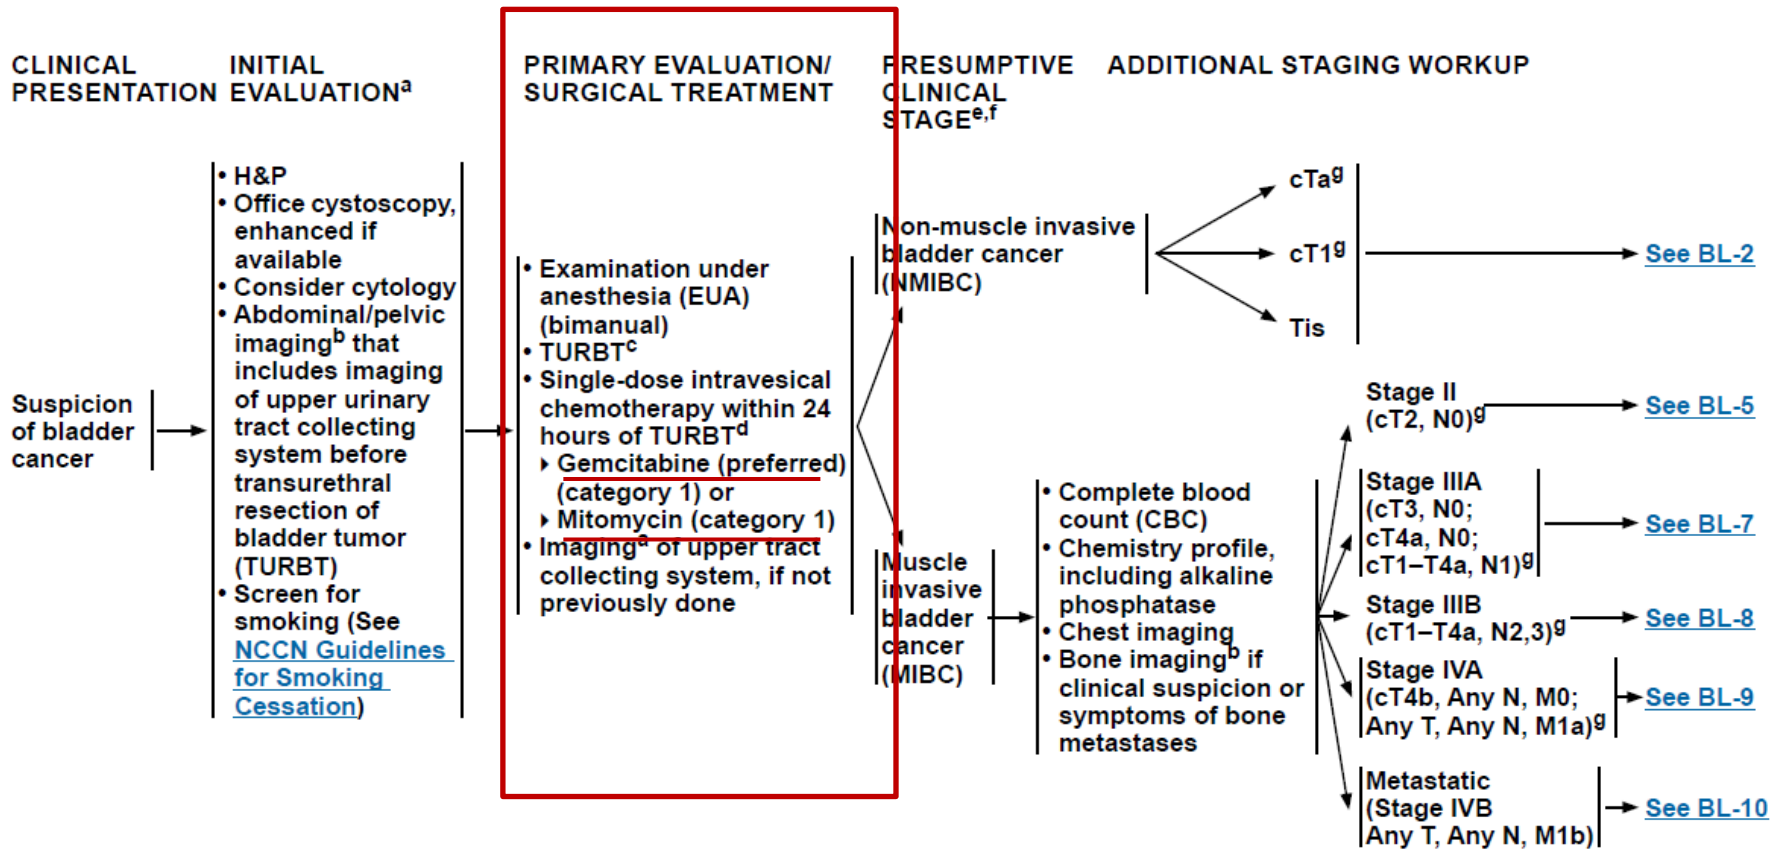 CLINICAL
PRESENTATION
INITIAL
EVALUATIONa
PRIMARY EVALUATION/
SURGICAL TREATMENT
PRESUMPTIVE
CLINICAL
STAGEe,f
ADDITIONAL STAGING WORKUP
Suspicion
of bladder
cancer
• H&P
• Office cystoscopy,
enhanced if
available
• Consider cytology
• Abdominal/pelvic
imagingb that
includes imaging
of upper urinary
tract collecting
system before
transurethral
resection of
bladder tumor
(TURBT)
• Screen for
smoking (See
NCCN Guidelines
for Smoking
Cessation)
• Examination under
anesthesia (EUA)
(bimanual)
• TURBTc
• Single-dose intravesical
chemotherapy within 24
hours of TURBTd
▸ Gemcitabine (preferred)
(category 1) or
▸ Mitomycin (category 1)
• Imaginga of upper tract
collecting system, if not
previously done
Non-muscle invasive
bladder cancer
(NMIBC)
cTag
cT1g
Tis
See BL-2
Muscle
invasive
bladder
cancer
(MIBC)
• Complete blood
count (CBC)
• Chemistry profile,
including alkaline
phosphatase
• Chest imaging
• Bone imagingb if
clinical suspicion or
symptoms of bone
metastases
Stage II
(cT2, N0)g
See BL-5
Stage IIIA
(cT3, N0;
cT4a, N0;
cT1–T4a, N1)g
See BL-7
Stage IIIB
(cT1–T4a, N2,3)g
See BL-8
Stage IVA
(cT4b, Any N, M0;
Any T, Any N, M1a)g
See BL-9
Metastatic
(Stage IVB
Any T, Any N, M1b)
See BL-10